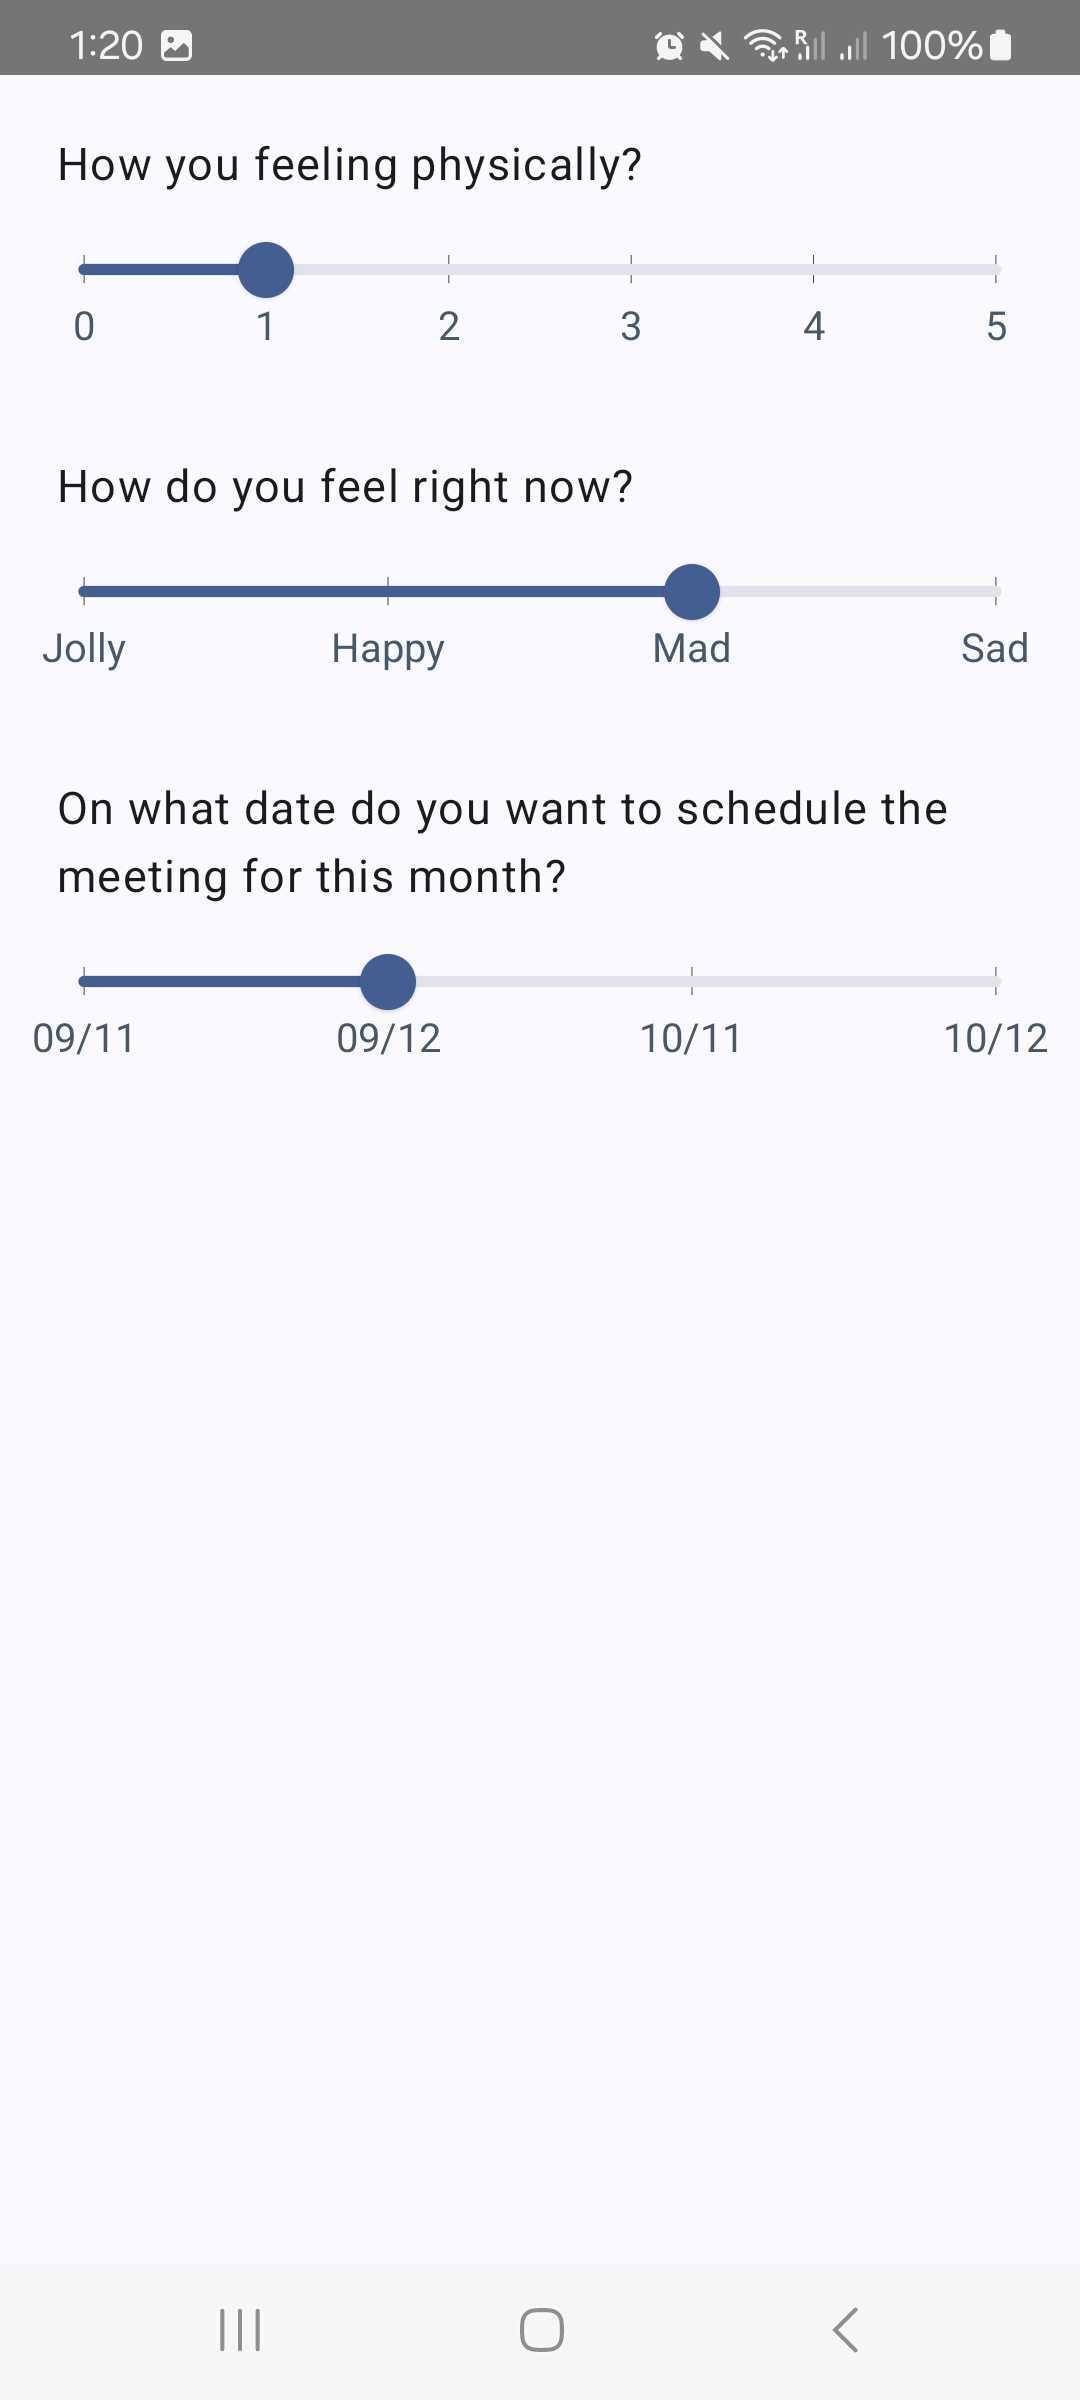 1:20 R 100%
How you feeling physically?
0 1 2 3 4 5
How do you feel right now?
Jolly Happy Mad Sad
On what date do you want to schedule the
meeting for this month?
09/11 09/12 10/11 10/12